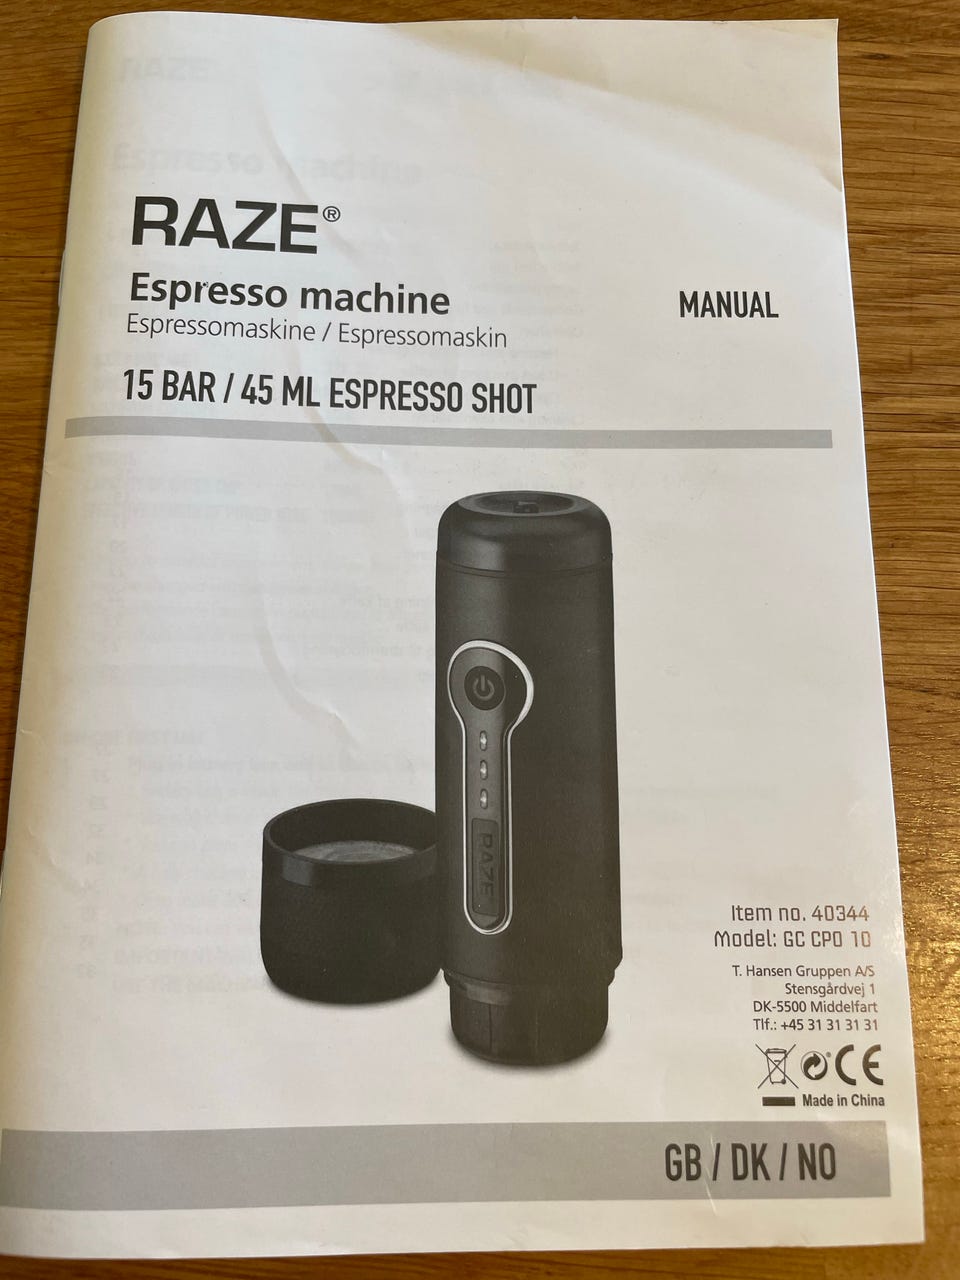 RAZE®
Espresso machine
Espressomaskine / Espressomaskin
MANUAL
15 BAR / 45 ML ESPRESSO SHOT
RAZE
Item no. 40344
Model: GC CPO 10
T. Hansen Gruppen A/S
Stensgårdvej 1
DK-5500 Middelfart
Tlf.: +45 31 31 31 31
CE
Made in China
GB / DK / NO